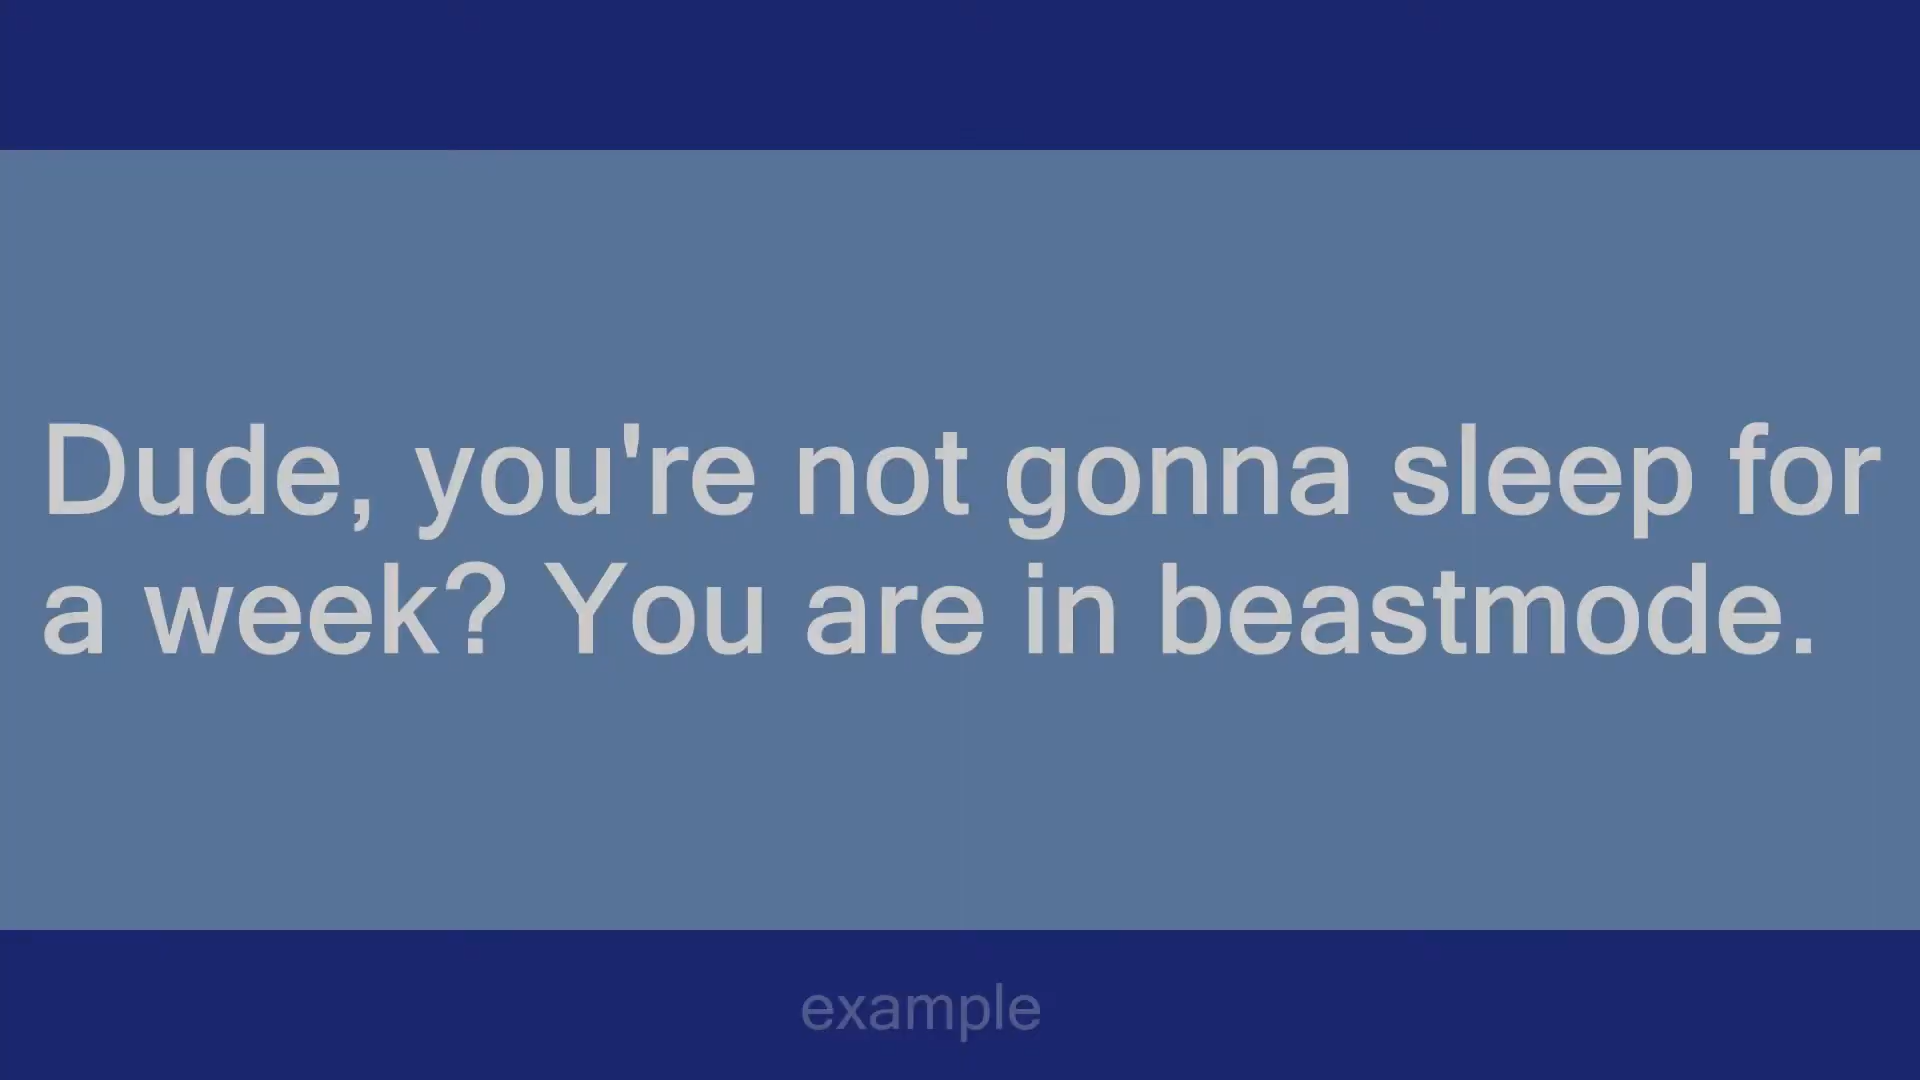 Dude, you're not gonna sleep for
a week? You are in beastmode.
example